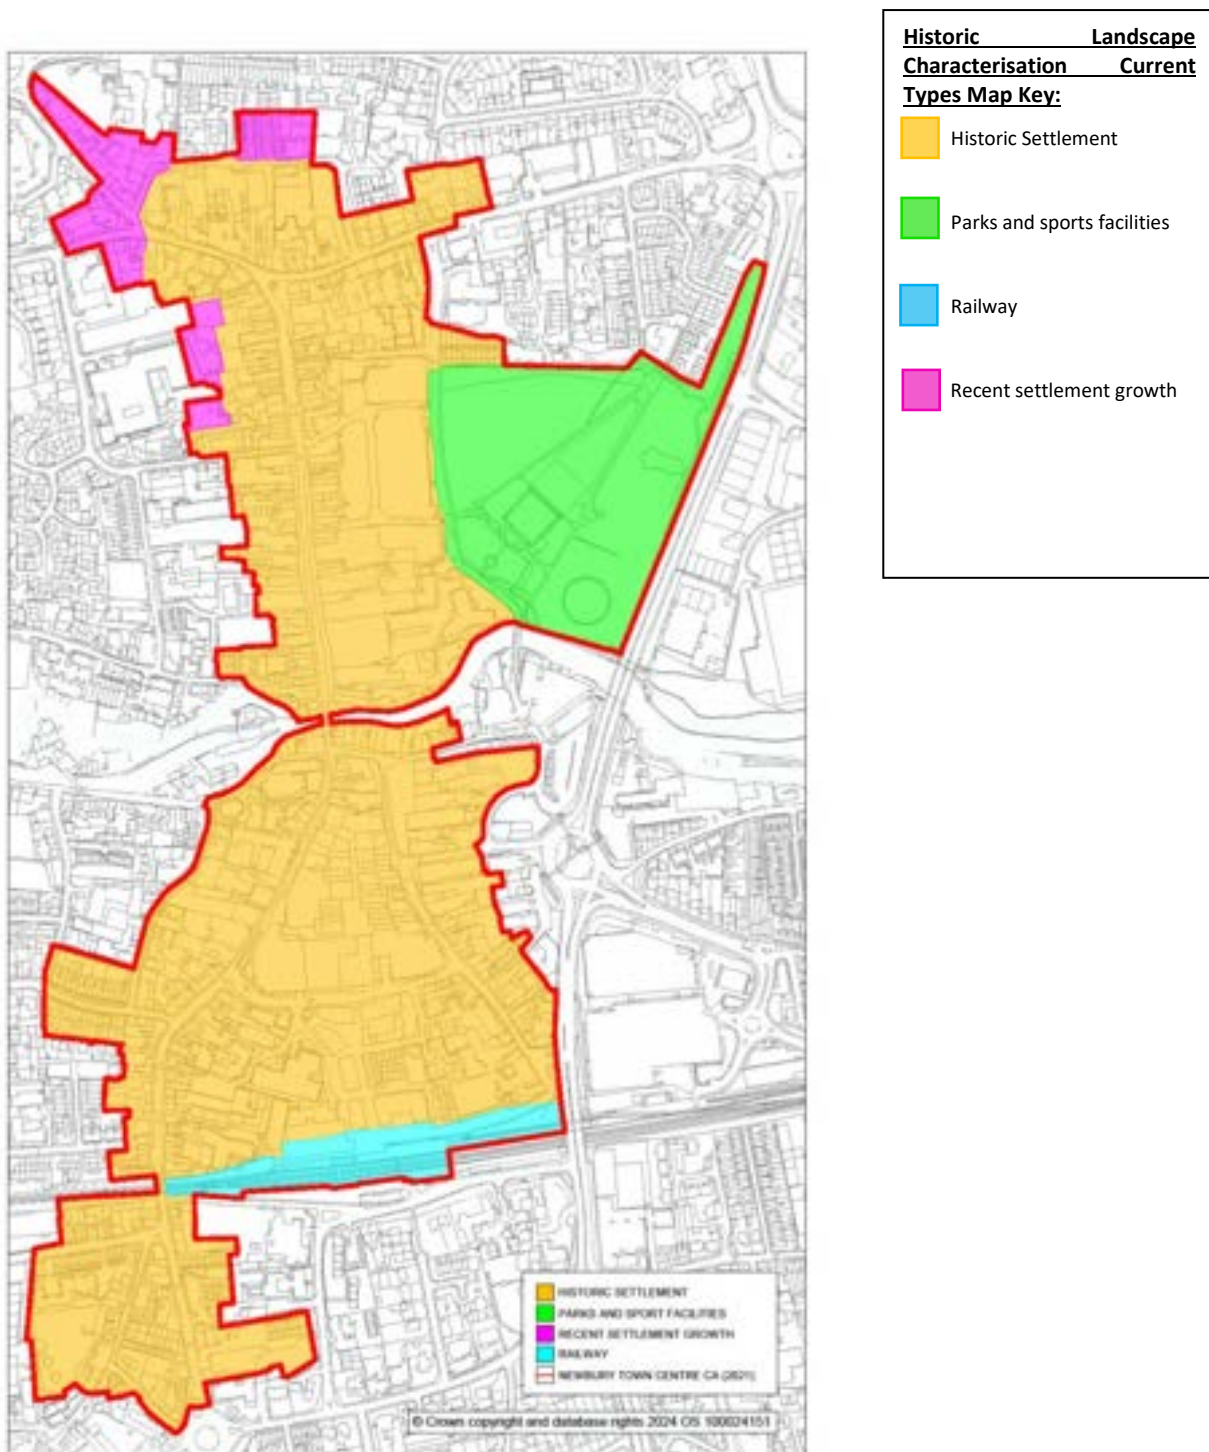 Historic Landscape
Characterisation Current
Types Map Key:
Historic Settlement
Parks and sports facilities
Railway
Recent settlement growth
HISTORIC SETTLEMENT
PARKS AND SPORT FACILITIES
RECENT SETTLEMENT GROWTH
RAILWAY
NEWBURY TOWN CENTRE CA (2021)
© Crown copyright and database rights 2024 OS 100024151